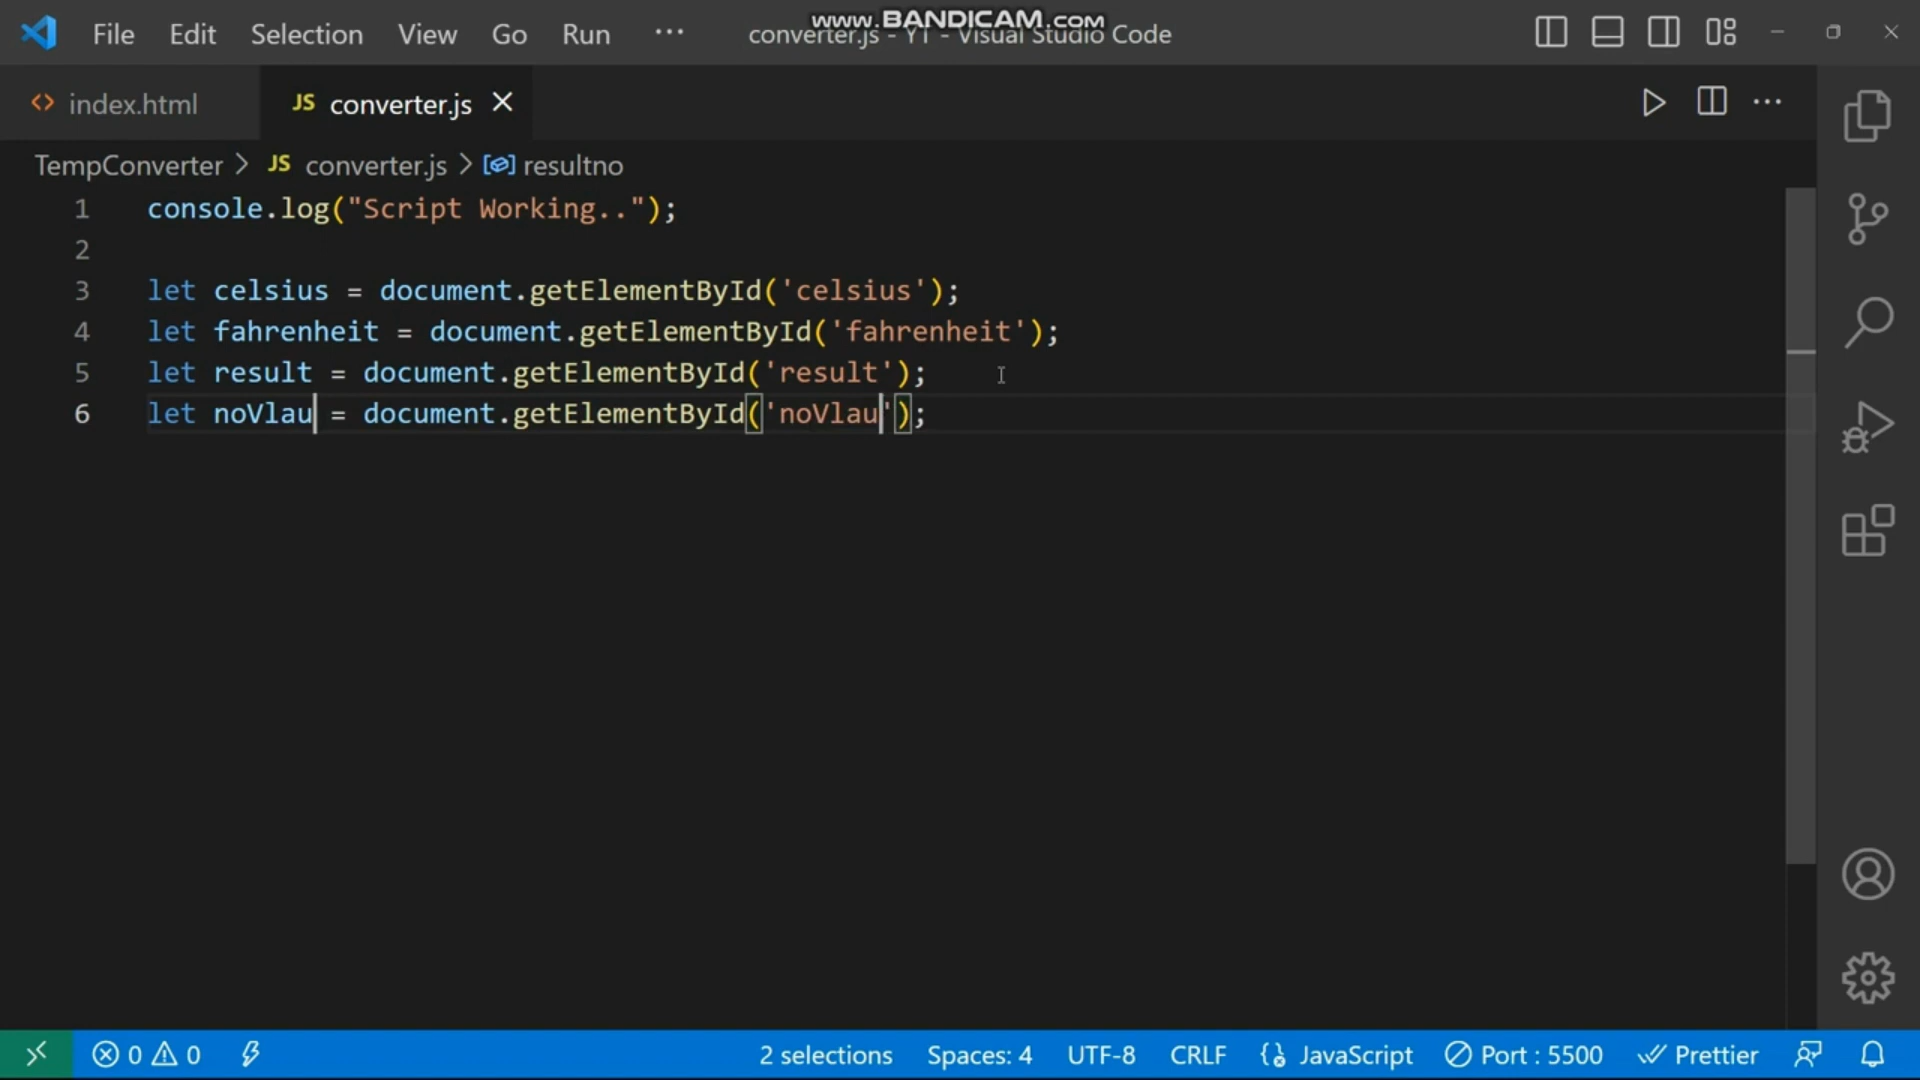 www.BANDICAM.com
File Edit Selection View Go Run ... converter.js - YT - Visual Studio Code
index.html JS converter.js
TempConverter > JS converter.js > resultno
1 console.log("Script Working..");
2
3 let celsius = document.getElementById('celsius');
4 let fahrenheit = document.getElementById('fahrenheit');
5 let result = document.getElementById('result');
6 let noVlau = document.getElementById('noVlau');
0 0 2 selections Spaces: 4 UTF-8 CRLF JavaScript Port : 5500 Prettier